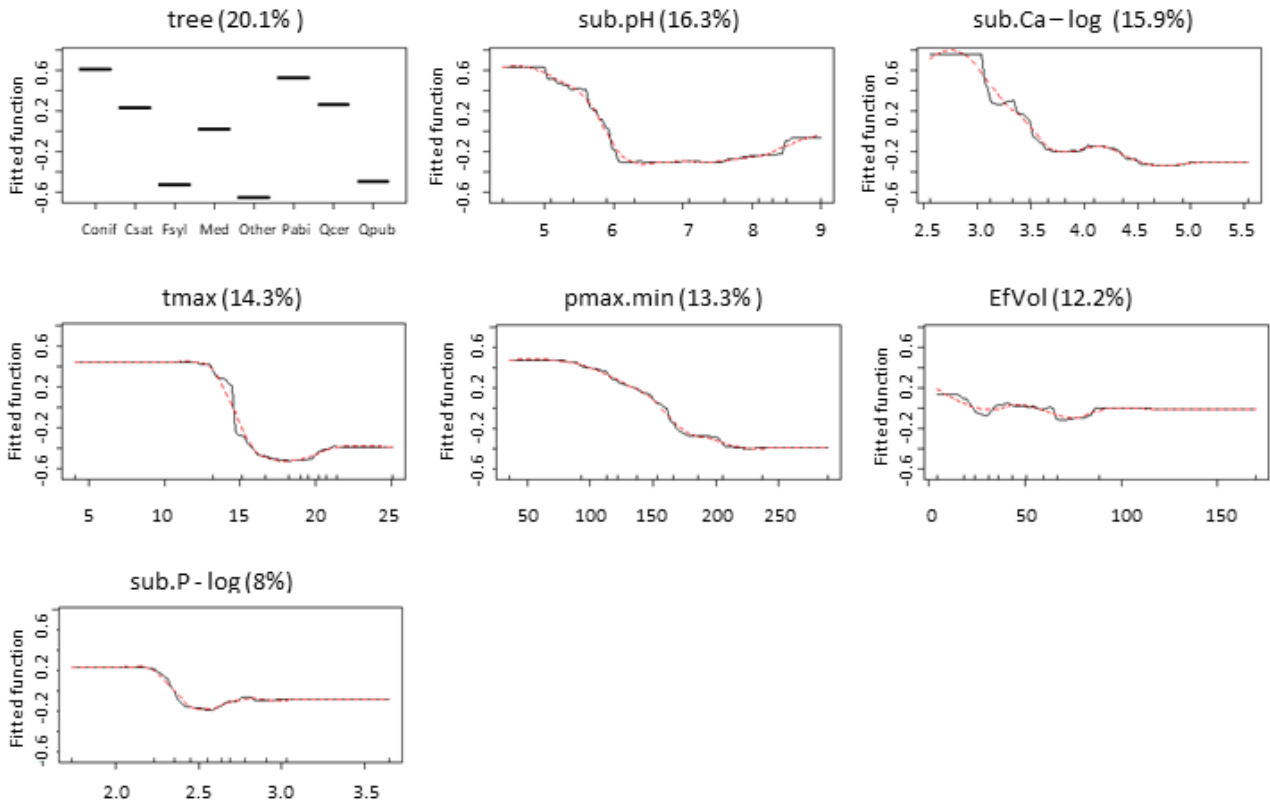 tree (20.1% )
sub.pH (16.3%)
sub.Ca – log (15.9%)
Fitted function
-0.6 -0.2 0.2 0.6
Conif Csat Fsyl Med Other Pabi Qcer Qpub
Fitted function
-0.6 -0.2 0.2 0.6
5 6 7 8 9
Fitted function
-0.6 -0.2 0.2 0.6
2.5 3.0 3.5 4.0 4.5 5.0 5.5
tmax (14.3%)
pmax.min (13.3% )
EfVol (12.2%)
Fitted function
-0.6 -0.2 0.2 0.6
5 10 15 20 25
Fitted function
-0.6 -0.2 0.2 0.6
50 100 150 200 250
Fitted function
-0.6 -0.2 0.2 0.6
0 50 100 150
sub.P - log (8%)
Fitted function
-0.6 -0.2 0.2 0.6
2.0 2.5 3.0 3.5